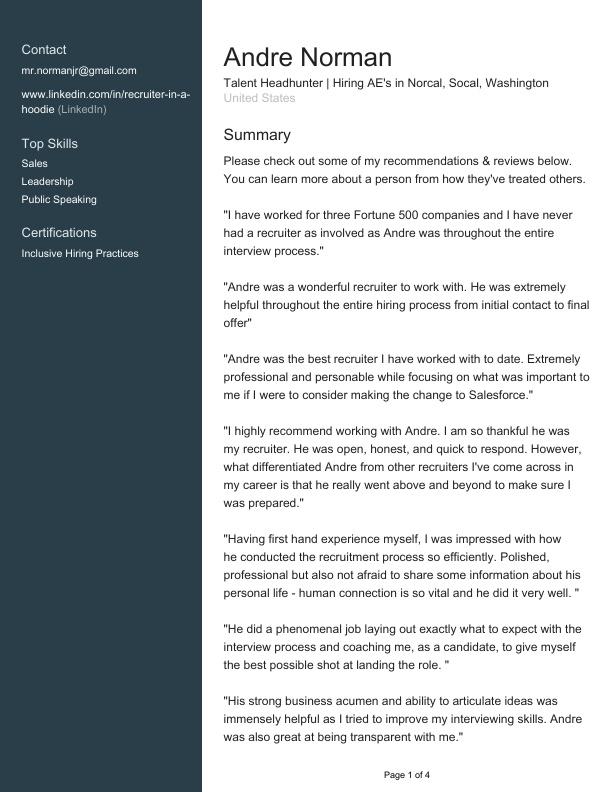 Contact
mr.normanjr@gmail.com
www.linkedin.com/in/recruiter-in-a-
hoodie (LinkedIn)
Top Skills
Sales
Leadership
Public Speaking
Certifications
Inclusive Hiring Practices
Andre Norman
Talent Headhunter | Hiring AE's in Norcal, Socal, Washington
United States
Summary
Please check out some of my recommendations & reviews below.
You can learn more about a person from how they've treated others.
"I have worked for three Fortune 500 companies and I have never
had a recruiter as involved as Andre was throughout the entire
interview process."
"Andre was a wonderful recruiter to work with. He was extremely
helpful throughout the entire hiring process from initial contact to final
offer"
"Andre was the best recruiter I have worked with to date. Extremely
professional and personable while focusing on what was important to
me if I were to consider making the change to Salesforce."
"I highly recommend working with Andre. I am so thankful he was
my recruiter. He was open, honest, and quick to respond. However,
what differentiated Andre from other recruiters I've come across in
my career is that he really went above and beyond to make sure I
was prepared."
"Having first hand experience myself, I was impressed with how
he conducted the recruitment process so efficiently. Polished,
professional but also not afraid to share some information about his
personal life - human connection is so vital and he did it very well. "
"He did a phenomenal job laying out exactly what to expect with the
interview process and coaching me, as a candidate, to give myself
the best possible shot at landing the role. "
"His strong business acumen and ability to articulate ideas was
immensely helpful as I tried to improve my interviewing skills. Andre
was also great at being transparent with me."
Page 1 of 4